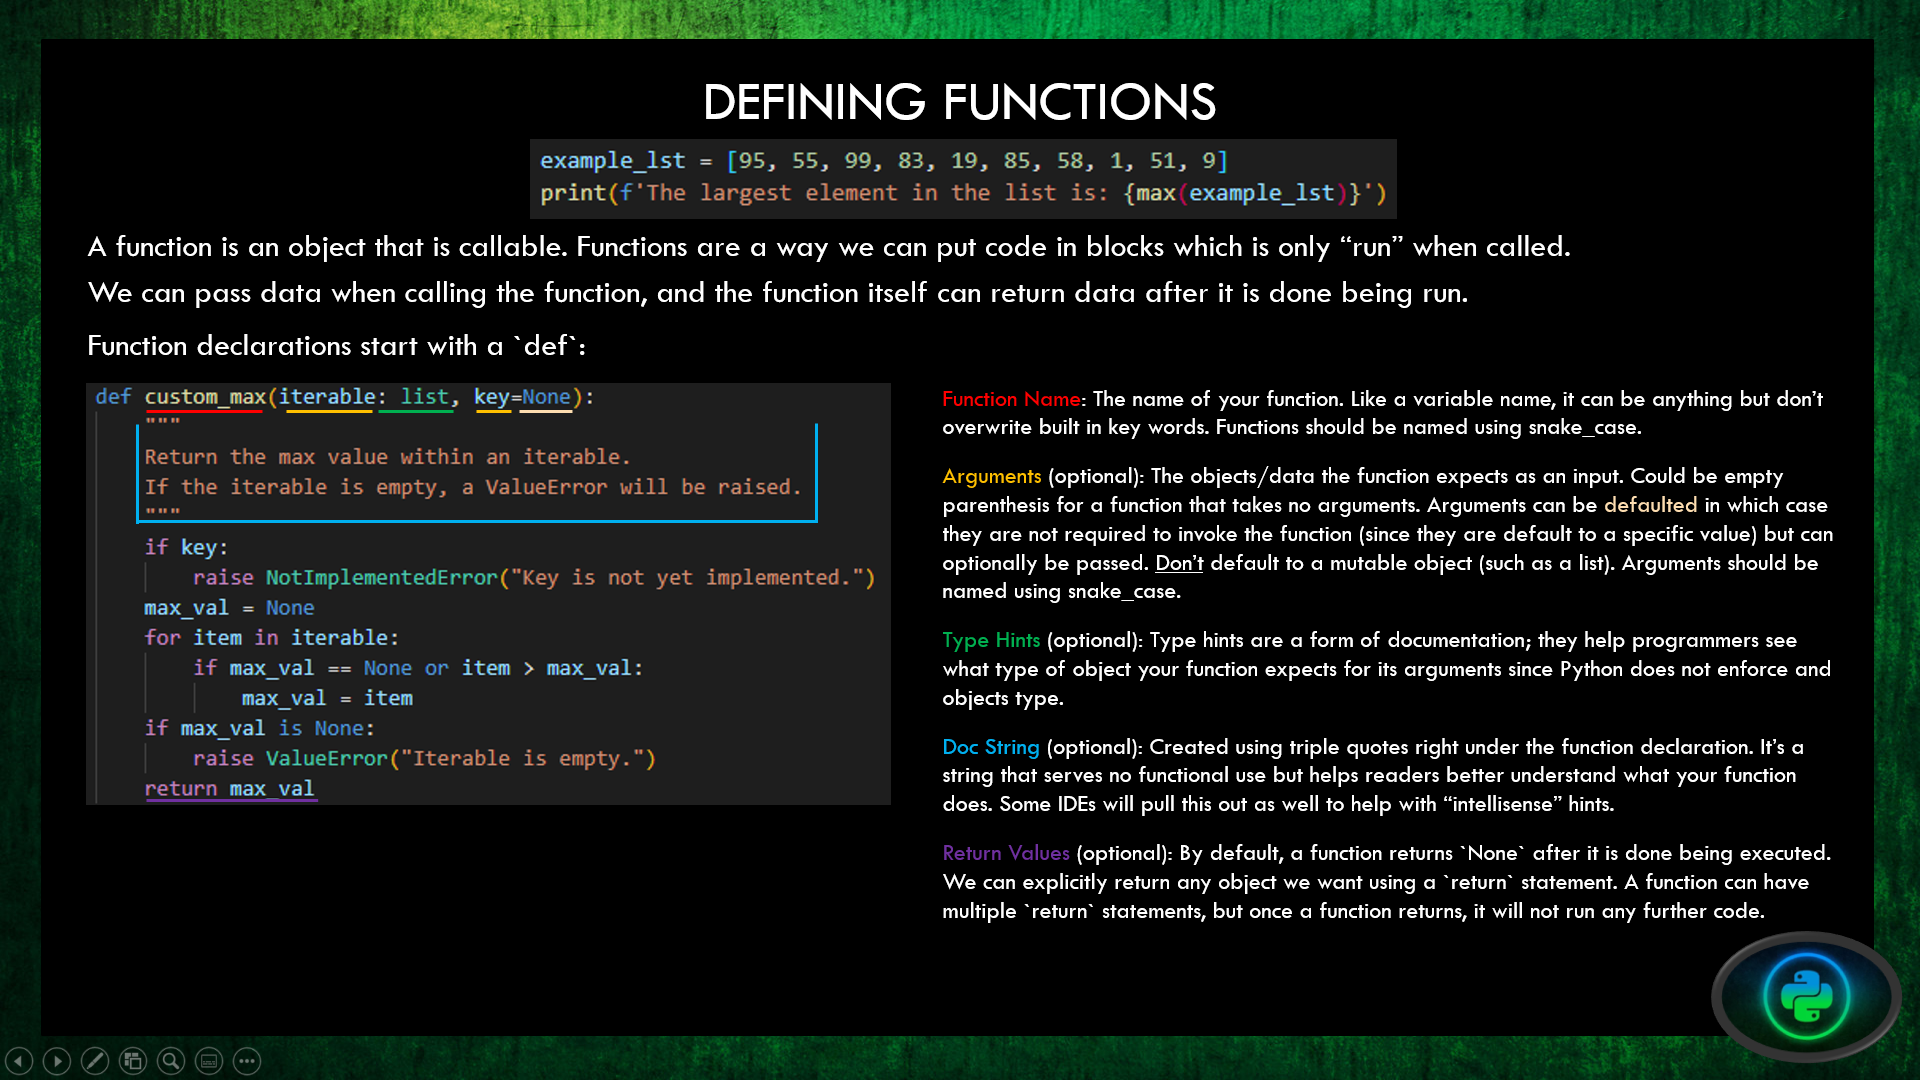 DEFINING FUNCTIONS
example_lst = [95, 55, 99, 83, 19, 85, 58, 1, 51, 9]
print(f'The largest element in the list is: {max(example_lst)}')
A function is an object that is callable. Functions are a way we can put code in blocks which is only “run” when called.
We can pass data when calling the function, and the function itself can return data after it is done being run.
Function declarations start with a `def`:
def custom_max(iterable: list, key=None):
"""
Return the max value within an iterable.
If the iterable is empty, a ValueError will be raised.
"""
if key:
raise NotImplementedError("Key is not yet implemented.")
max_val = None
for item in iterable:
if max_val == None or item > max_val:
max_val = item
if max_val is None:
raise ValueError("Iterable is empty.")
return max_val
Function Name: The name of your function. Like a variable name, it can be anything but don’t
overwrite built in key words. Functions should be named using snake_case.
Arguments (optional): The objects/data the function expects as an input. Could be empty
parenthesis for a function that takes no arguments. Arguments can be defaulted in which case
they are not required to invoke the function (since they are default to a specific value) but can
optionally be passed. Don’t default to a mutable object (such as a list). Arguments should be
named using snake_case.
Type Hints (optional): Type hints are a form of documentation; they help programmers see
what type of object your function expects for its arguments since Python does not enforce and
objects type.
Doc String (optional): Created using triple quotes right under the function declaration. It’s a
string that serves no functional use but helps readers better understand what your function
does. Some IDEs will pull this out as well to help with “intellisense” hints.
Return Values (optional): By default, a function returns `None` after it is done being executed.
We can explicitly return any object we want using a `return` statement. A function can have
multiple `return` statements, but once a function returns, it will not run any further code.